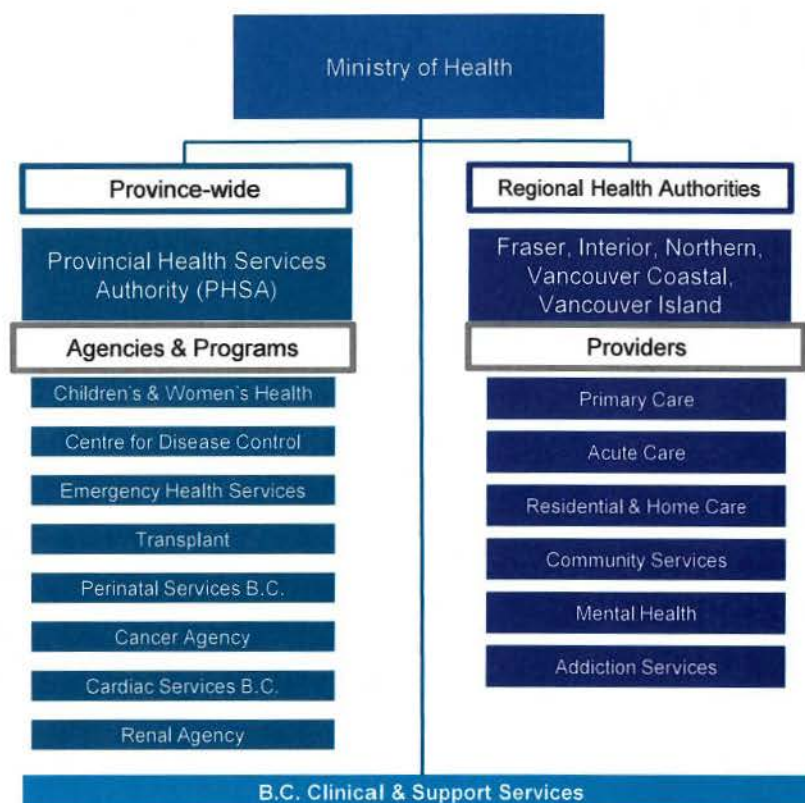 Ministry of Health
Province-wide
Provincial Health Services
Authority (PHSA)
Agencies & Programs
Children's & Women's Health
Centre for Disease Control
Emergency Health Services
Transplant
Perinatal Services B.C.
Cancer Agency
Cardiac Services B.C.
Renal Agency
Regional Health Authorities
Fraser, Interior, Northern,
Vancouver Coastal,
Vancouver Island
Providers
Primary Care
Acute Care
Residential & Home Care
Community Services
Mental Health
Addiction Services
B.C. Clinical & Support Services